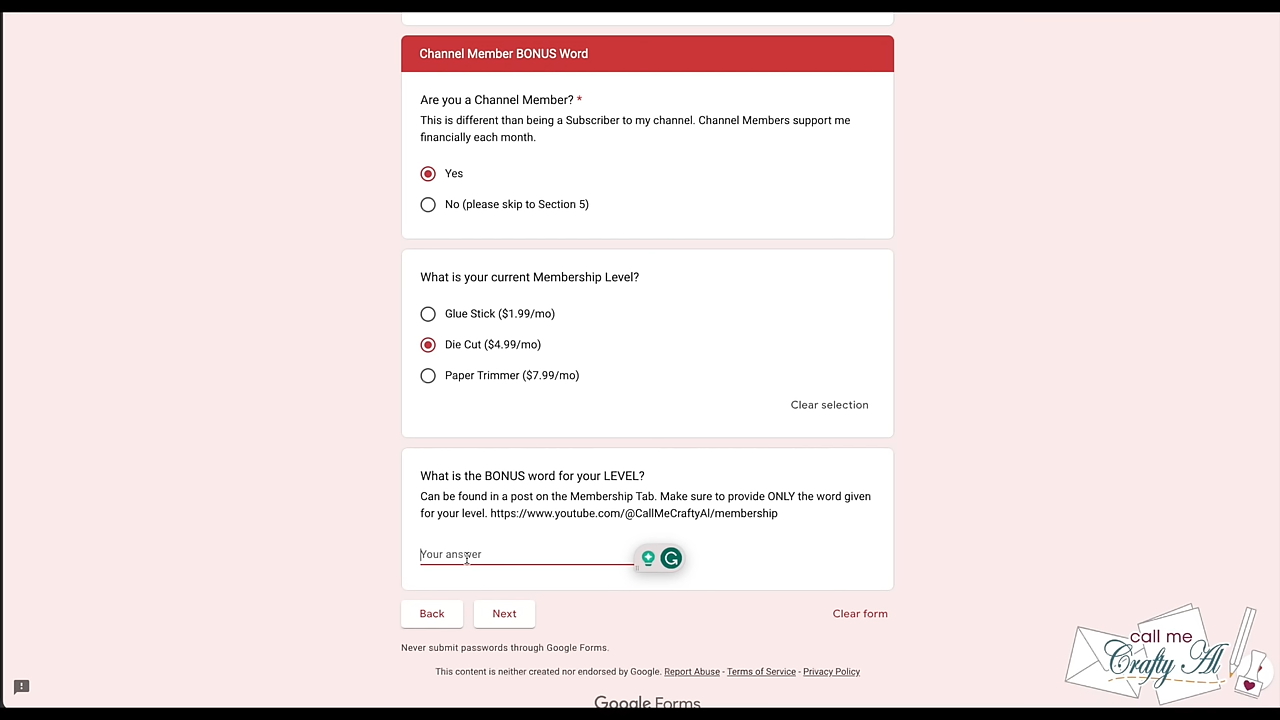 Channel Member BONUS Word
Are you a Channel Member? *
This is different than being a Subscriber to my channel. Channel Members support me
financially each month.
Yes
No (please skip to Section 5)
What is your current Membership Level?
Glue Stick ($1.99/mo)
Die Cut ($4.99/mo)
Paper Trimmer ($7.99/mo)
Clear selection
What is the BONUS word for your LEVEL?
Can be found in a post on the Membership Tab. Make sure to provide ONLY the word given
for your level. https://www.youtube.com/@CallMeCraftyAl/membership
Your answer
Back
Next
Clear form
Never submit passwords through Google Forms.
This content is neither created nor endorsed by Google. Report Abuse - Terms of Service - Privacy Policy
Google Forms
call me
Crafty Al